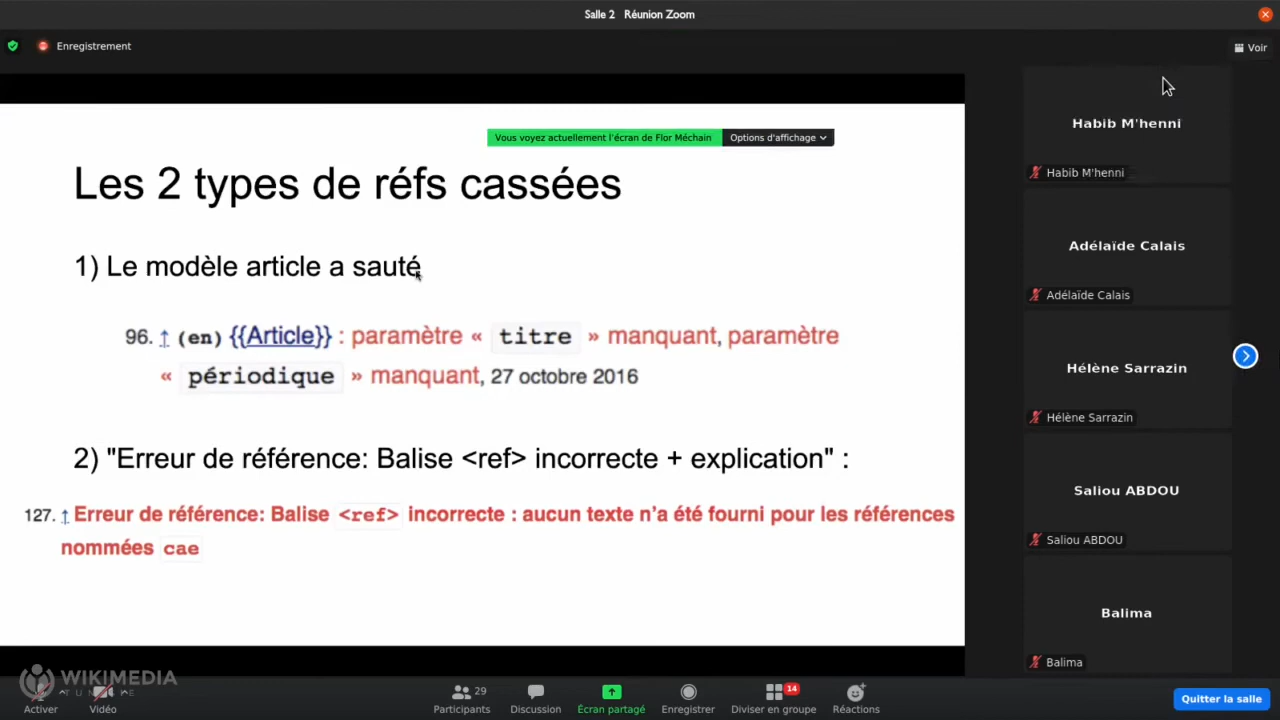 Salle 2 Réunion Zoom
Enregistrement
Voir
Vous voyez actuellement l'écran de Flor Méchain
Options d'affichage
Les 2 types de réfs cassées
1) Le modèle article a sauté
96. ↑ (en) {{Article}} : paramètre « titre » manquant, paramètre
« périodique » manquant, 27 octobre 2016
2) "Erreur de référence: Balise <ref> incorrecte + explication" :
127. ↑ Erreur de référence: Balise <ref> incorrecte : aucun texte n'a été fourni pour les références
nommées cae
Habib M'henni
Habib M'henni
Adélaïde Calais
Adélaïde Calais
Hélène Sarrazin
Hélène Sarrazin
Saliou ABDOU
Saliou ABDOU
Balima
Balima
WIKIMEDIA
Activer
Vidéo
29
Participants
Discussion
Écran partagé
Enregistrer
14
Diviser en groupe
Réactions
Quitter la salle